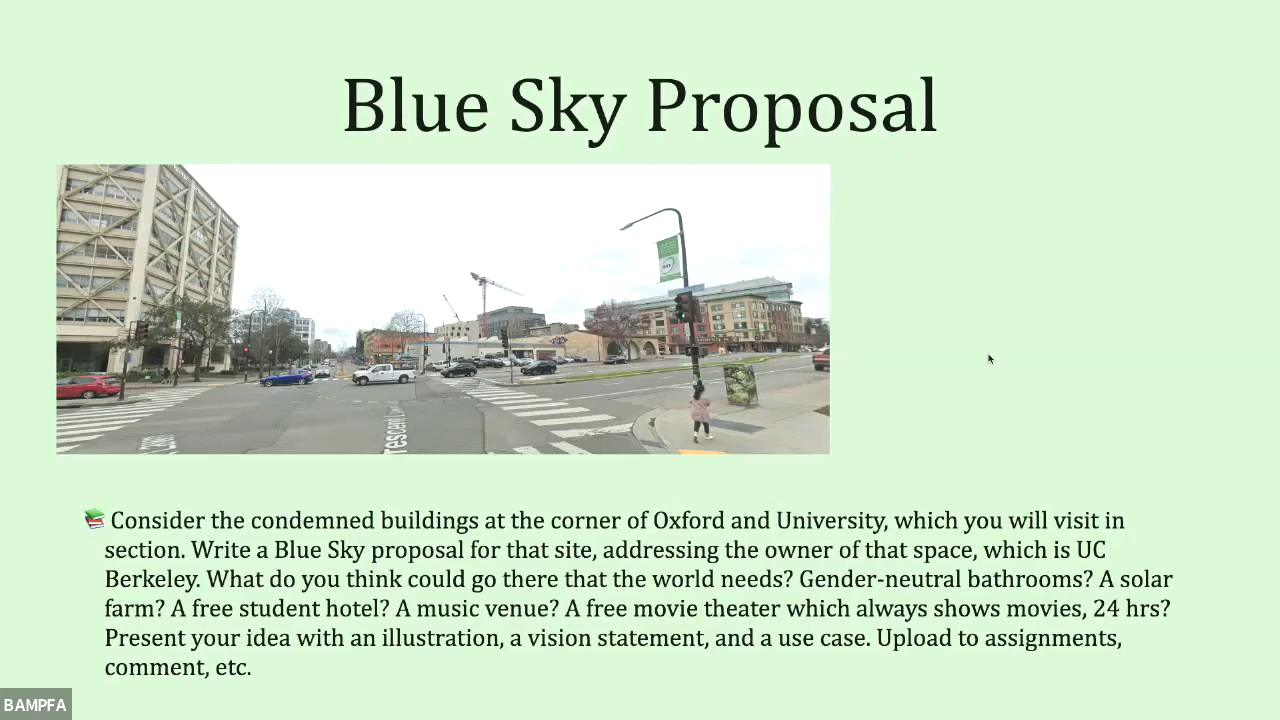 Blue Sky Proposal
Consider the condemned buildings at the corner of Oxford and University, which you will visit in
section. Write a Blue Sky proposal for that site, addressing the owner of that space, which is UC
Berkeley. What do you think could go there that the world needs? Gender-neutral bathrooms? A solar
farm? A free student hotel? A music venue? A free movie theater which always shows movies, 24 hrs?
Present your idea with an illustration, a vision statement, and a use case. Upload to assignments,
comment, etc.
BAMPFA